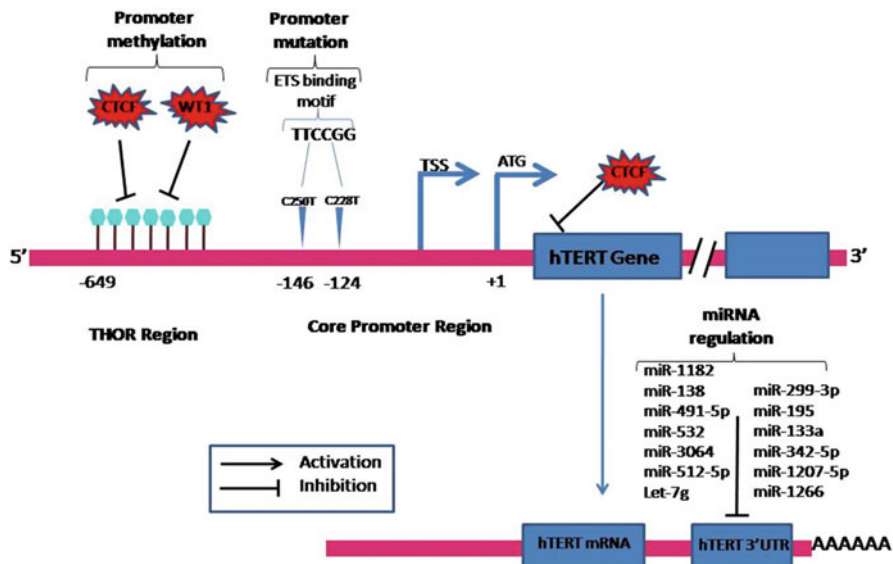 Promoter
methylation
CTCF
WT1
Promoter
mutation
ETS binding
motif
TTCCGG
C250T
C228T
TSS
ATG
CTCF
5'
hTERT Gene
3'
-649
-146
-124
+1
THOR Region
Core Promoter Region
miRNA
regulation
miR-1182
miR-138
miR-491-5p
miR-532
miR-3064
miR-512-5p
Let-7g
miR-299-3p
miR-195
miR-133a
miR-342-5p
miR-1207-5p
miR-1266
Activation
Inhibition
hTERT mRNA
hTERT 3'UTR
AAAAAA